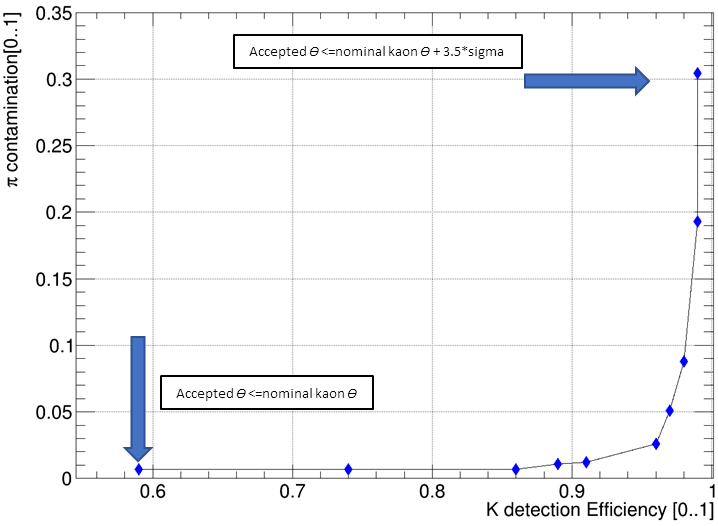 0.35
Accepted Ɵ <=nominal kaon Ɵ + 3.5*sigma
π contamination[0..1]
0.3
0.25
0.2
0.15
0.1
Accepted Ɵ <=nominal kaon Ɵ
0.05
0
0.6 0.7 0.8 0.9 1
K detection Efficiency [0..1]